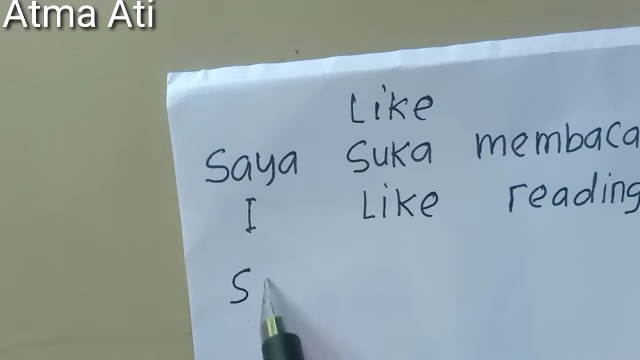 Atma Ati
Like
Saya Suka membaca
I Like reading
S